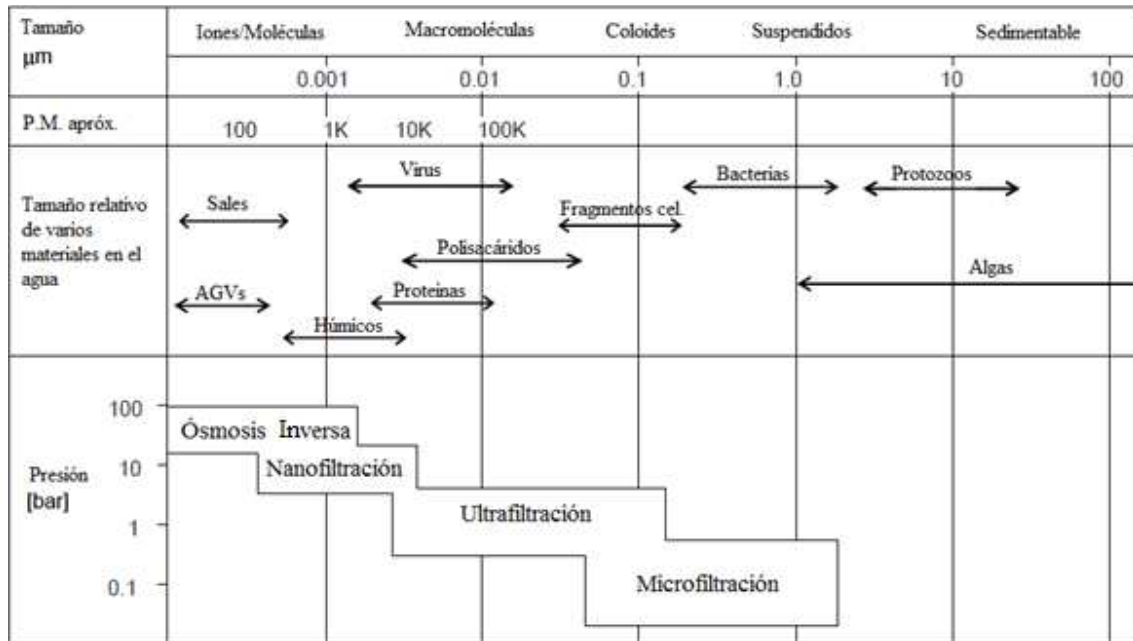 Tamaño
µm
Iones/Moléculas
Macromoléculas
Coloides
Suspendidos
Sedimentable
0.001
0.01
0.1
1.0
10
100
P.M. apróx.
100
1K
10K
100K
Tamaño relativo
de varios
materiales en el
agua
Virus
Bacterias
Protozoos
Sales
Fragmentos cel.
Polisacáridos
Algas
AGVs
Proteinas
Húmicos
Presión
[bar]
100
10
1
0.1
Ósmosis Inversa
Nanofiltración
Ultrafiltración
Microfiltración